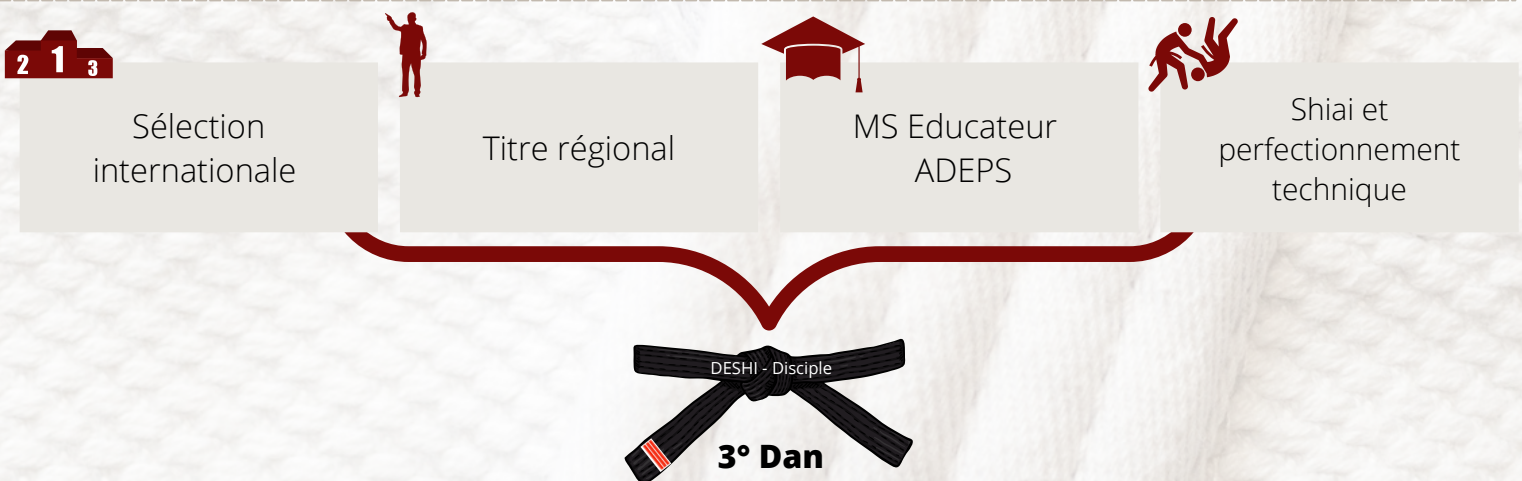 2 1 3
Sélection
internationale
Titre régional
MS Educateur
ADEPS
Shiai et
perfectionnement
technique
DESHI - Disciple
3° Dan